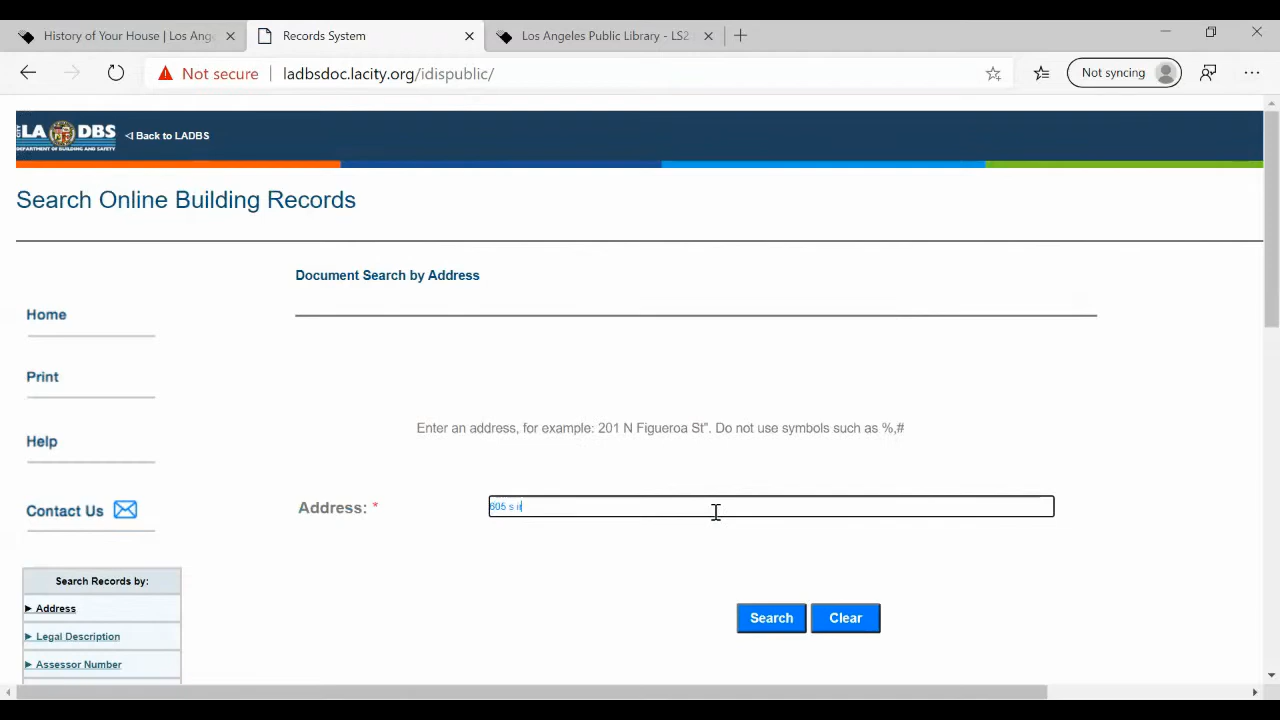 History of Your House | Los Ang
Records System
Los Angeles Public Library - LS2
Not secure
ladbsdoc.lacity.org/idispublic/
Not syncing
LA DBS
DEPARTMENT OF BUILDING AND SAFETY
Back to LADBS
Search Online Building Records
Document Search by Address
Home
Print
Help
Contact Us
Enter an address, for example: 201 N Figueroa St". Do not use symbols such as %,#
Address: *
605 s ir
Search
Clear
Search Records by:
Address
Legal Description
Assessor Number